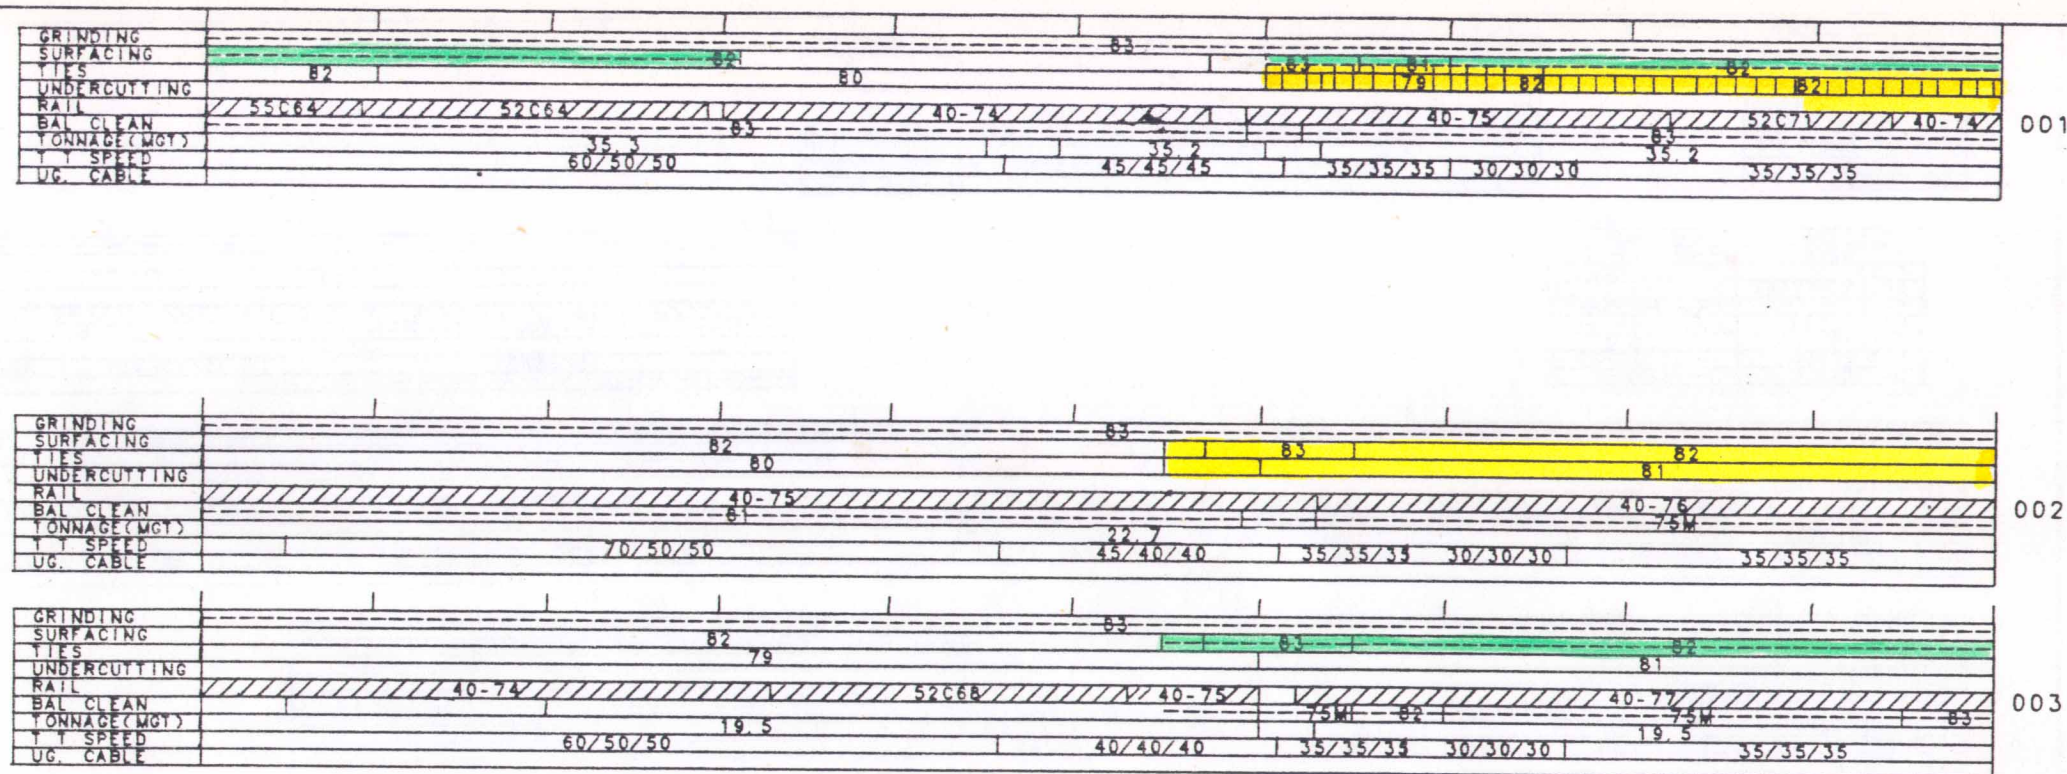 GRINDING 83
SURFACING 82 83 81 82
TIES 82 80 79 82 82
UNDERCUTTING
RAIL 55C64 52C64 40-74 40-75 52C71 40-74
BAL CLEAN 83 83
TONNAGE(MGT) 35.3 35.2 35.2
T T SPEED 60/50/50 45/45/45 35/35/35 30/30/30 35/35/35
UG. CABLE
001
GRINDING 83
SURFACING 82 83 82
TIES 80 81
UNDERCUTTING
RAIL 40-75 40-76
BAL CLEAN 81 75M
TONNAGE(MGT) 22.7
T T SPEED 70/50/50 45/40/40 35/35/35 30/30/30 35/35/35
UG. CABLE
002
GRINDING 83
SURFACING 82 83 82
TIES 79 81
UNDERCUTTING
RAIL 40-74 52C68 40-75 40-77
BAL CLEAN 75M 82 75M 83
TONNAGE(MGT) 19.5 19.5
T T SPEED 60/50/50 40/40/40 35/35/35 30/30/30 35/35/35
UG. CABLE
003